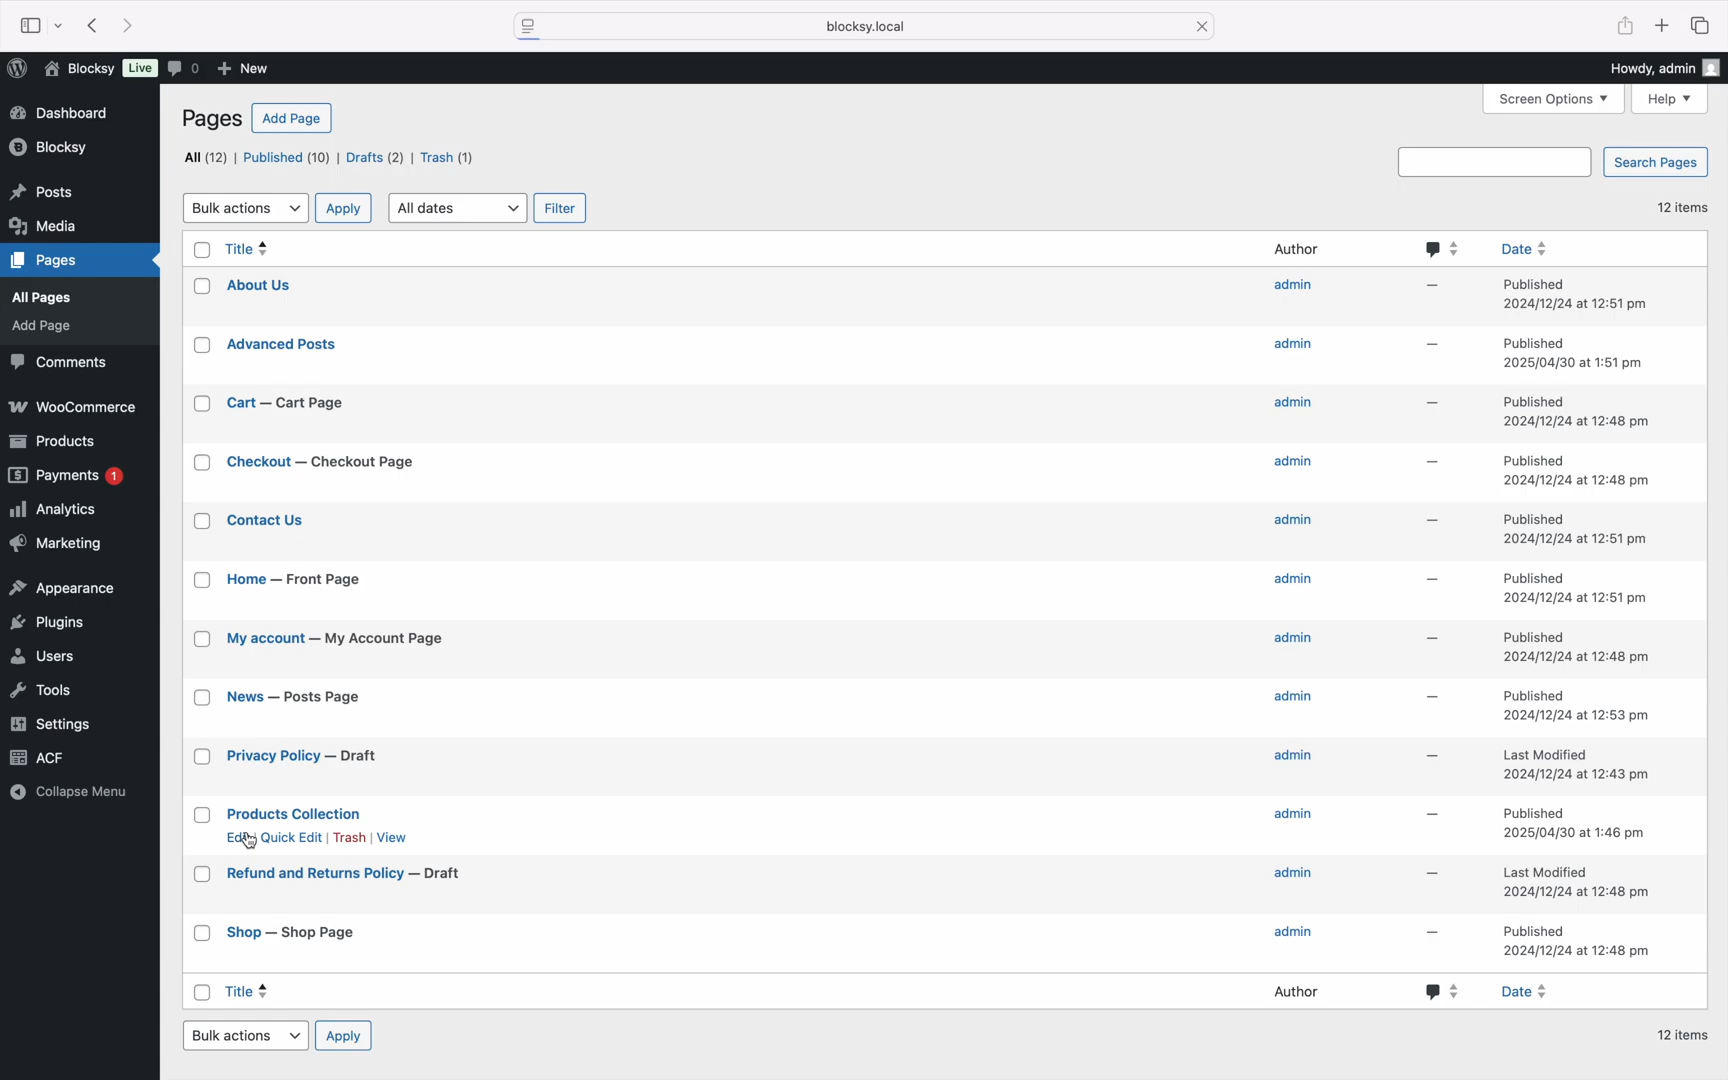 blocksy.local
Blocksy Live 0 New Howdy, admin
Dashboard
Blocksy
Posts
Media
Pages
All Pages
Add Page
Comments
WooCommerce
Products
Payments 1
Analytics
Marketing
Appearance
Plugins
Users
Tools
Settings
ACF
Collapse Menu
Screen Options Help
Pages Add Page
All (12) | Published (10) | Drafts (2) | Trash (1)
Search Pages
Bulk actions Apply All dates Filter 12 items
Title Author Date
About Us admin — Published
2024/12/24 at 12:51 pm
Advanced Posts admin — Published
2025/04/30 at 1:51 pm
Cart — Cart Page admin — Published
2024/12/24 at 12:48 pm
Checkout — Checkout Page admin — Published
2024/12/24 at 12:48 pm
Contact Us admin — Published
2024/12/24 at 12:51 pm
Home — Front Page admin — Published
2024/12/24 at 12:51 pm
My account — My Account Page admin — Published
2024/12/24 at 12:48 pm
News — Posts Page admin — Published
2024/12/24 at 12:53 pm
Privacy Policy — Draft admin — Last Modified
2024/12/24 at 12:43 pm
Products Collection admin — Published
2025/04/30 at 1:46 pm
Edit | Quick Edit | Trash | View
Refund and Returns Policy — Draft admin — Last Modified
2024/12/24 at 12:48 pm
Shop — Shop Page admin — Published
2024/12/24 at 12:48 pm
Title Author Date
Bulk actions Apply 12 items